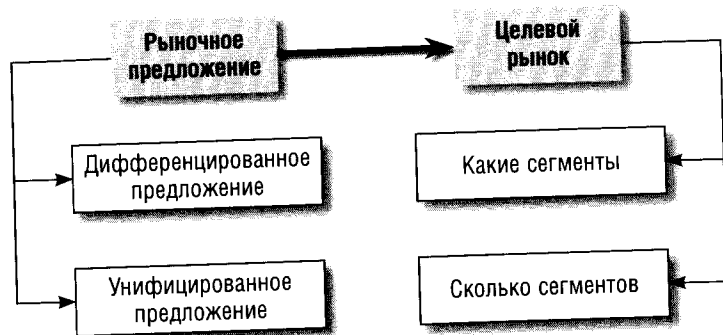 Рыночное
предложение
Целевой
рынок
Дифференцированное
предложение
Какие сегменты
Унифицированное
предложение
Сколько сегментов